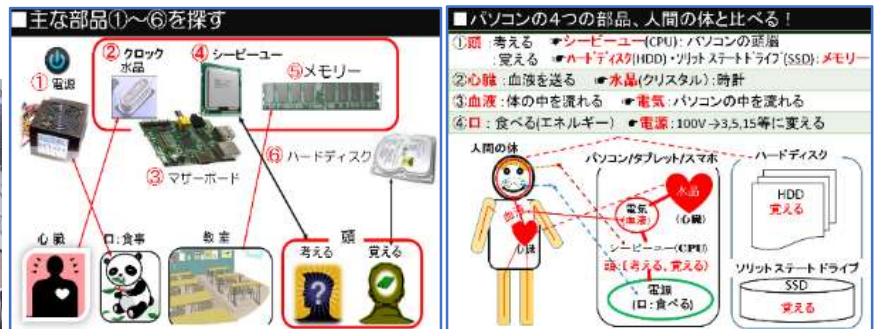 ■主な部品①~⑥を探す
① 電源
② クロック
水晶
④ シーピーユー
⑤メモリー
③ マザーボード
⑥ ハードディスク
心臓
口:食事
教室
頭
考える
覚える
■パソコンの4つの部品、人間の体と比べる!
①頭:考える ☛シーピーユー(CPU):パソコンの頭脳
:覚える ☛ハードディスク(HDD)・ソリットステートドライブ(SSD):メモリー
②心臓:血液を送る ☛水晶(クリスタル):時計
③血液:体の中を流れる ☛電気:パソコンの中を流れる
④口:食べる(エネルギー) ☛電源:100V→3,5,15等に変える
人間の体
血液
心臓
パソコン/タブレット/スマホ
水晶
(心臓)
電気
(血液)
シーピーユー(CPU)
頭:(考える、覚える)
電源
(口:食べる)
ハードディスク
HDD
覚える
ソリットステートドライブ
SSD
覚える